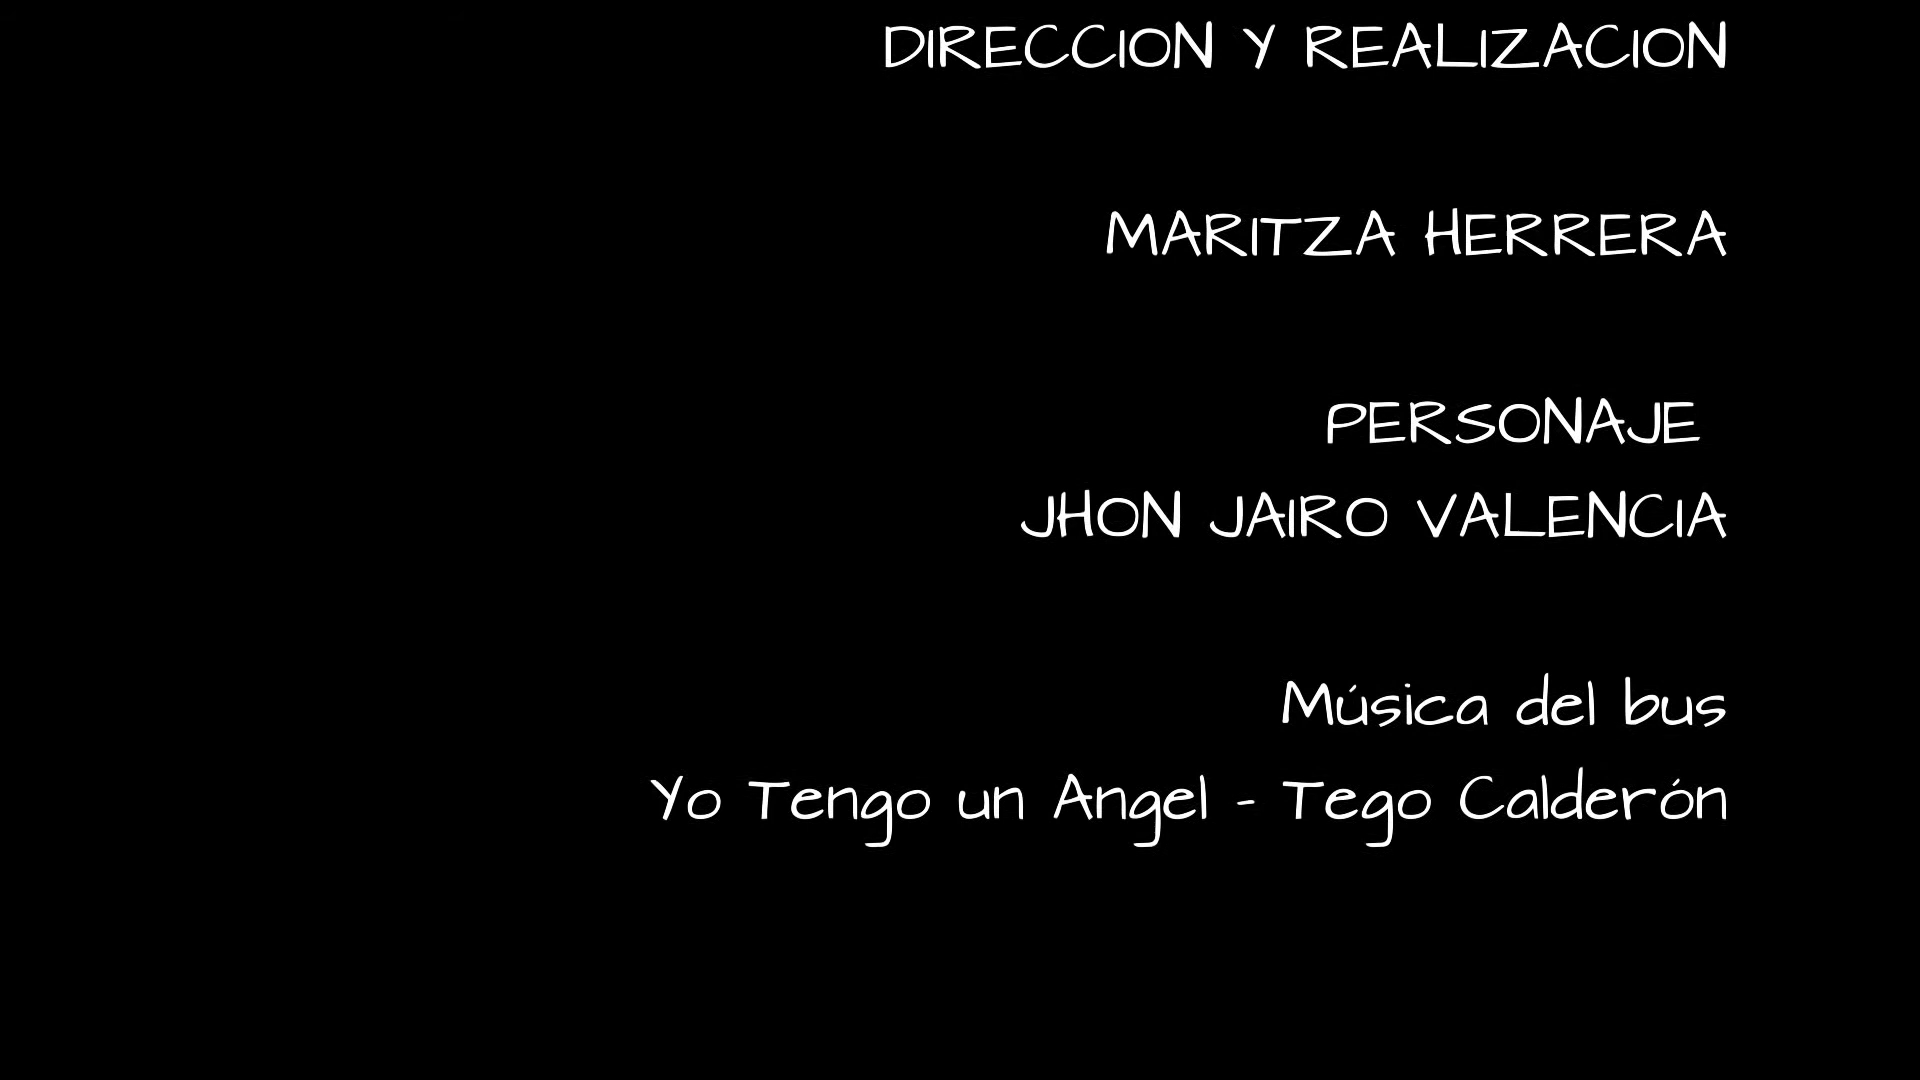 DIRECCION Y REALIZACION
MARITZA HERRERA
PERSONAJE
JHON JAIRO VALENCIA
Música del bus
Yo Tengo un Angel - Tego Calderón